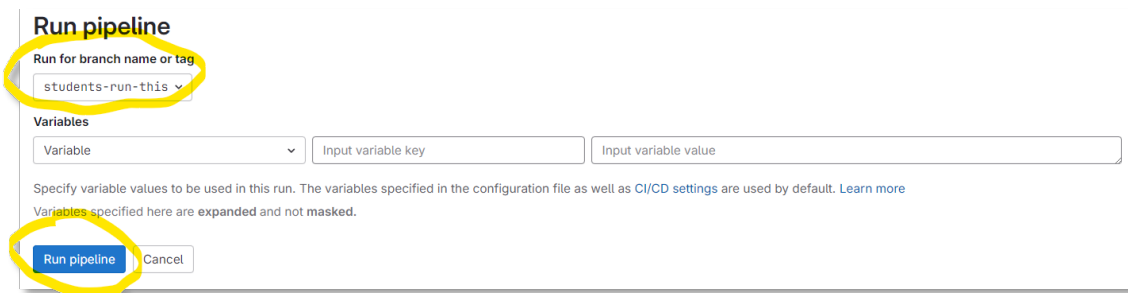 Run pipeline
Run for branch name or tag
students-run-this
Variables
Variable Input variable key Input variable value
Specify variable values to be used in this run. The variables specified in the configuration file as well as CI/CD settings are used by default. Learn more
Variables specified here are expanded and not masked.
Run pipeline Cancel